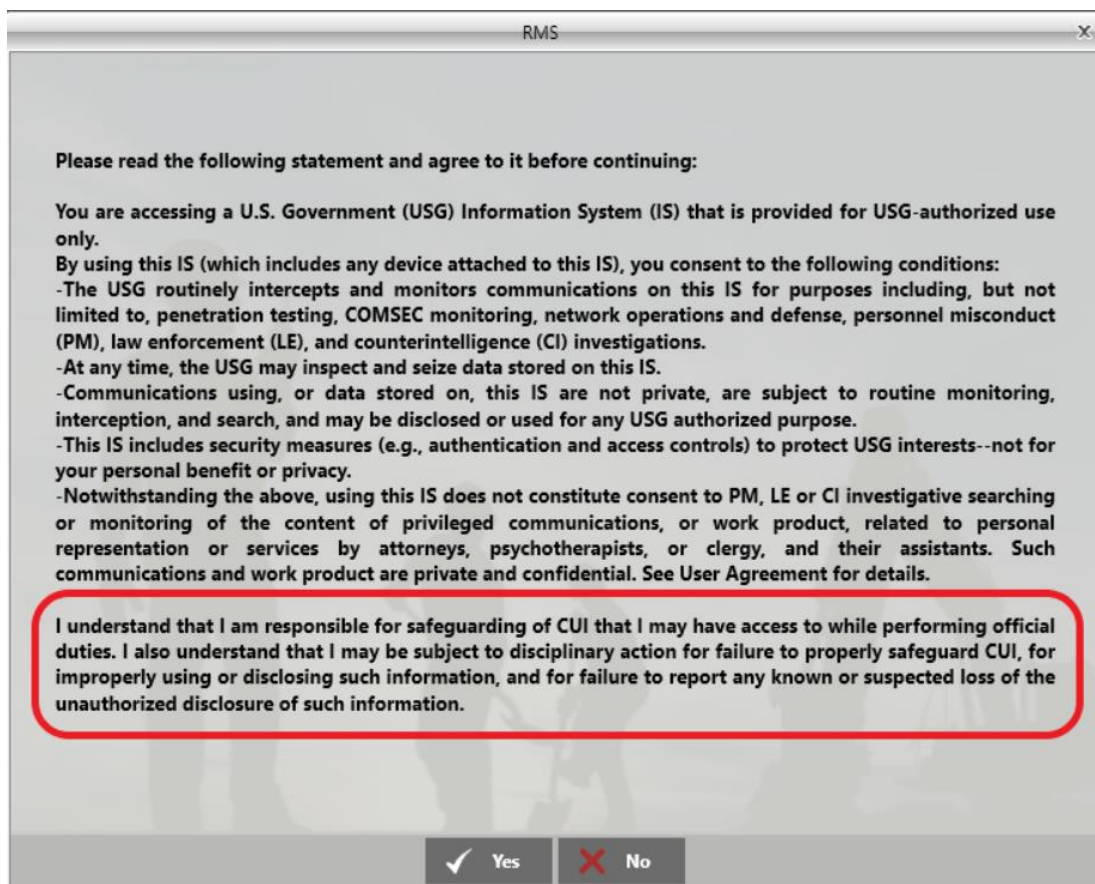 RMS
x
Please read the following statement and agree to it before continuing:
You are accessing a U.S. Government (USG) Information System (IS) that is provided for USG-authorized use
only.
By using this IS (which includes any device attached to this IS), you consent to the following conditions:
-The USG routinely intercepts and monitors communications on this IS for purposes including, but not
limited to, penetration testing, COMSEC monitoring, network operations and defense, personnel misconduct
(PM), law enforcement (LE), and counterintelligence (CI) investigations.
-At any time, the USG may inspect and seize data stored on this IS.
-Communications using, or data stored on, this IS are not private, are subject to routine monitoring,
interception, and search, and may be disclosed or used for any USG authorized purpose.
-This IS includes security measures (e.g., authentication and access controls) to protect USG interests--not for
your personal benefit or privacy.
-Notwithstanding the above, using this IS does not constitute consent to PM, LE or CI investigative searching
or monitoring of the content of privileged communications, or work product, related to personal
representation or services by attorneys, psychotherapists, or clergy, and their assistants. Such
communications and work product are private and confidential. See User Agreement for details.
I understand that I am responsible for safeguarding of CUI that I may have access to while performing official
duties. I also understand that I may be subject to disciplinary action for failure to properly safeguard CUI, for
improperly using or disclosing such information, and for failure to report any known or suspected loss of the
unauthorized disclosure of such information.
Yes
No